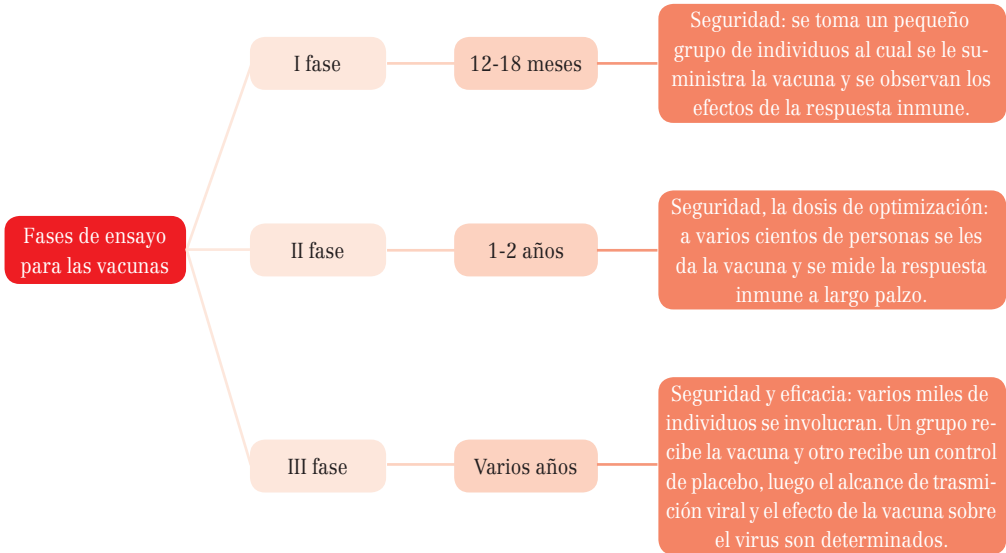 Fases de ensayo
para las vacunas
I fase
12-18 meses
Seguridad: se toma un pequeño
grupo de individuos al cual se le su-
ministra la vacuna y se observan los
efectos de la respuesta inmune.
II fase
1-2 años
Seguridad, la dosis de optimización:
a varios cientos de personas se les
da la vacuna y se mide la respuesta
inmune a largo palzo.
III fase
Varios años
Seguridad y eficacia: varios miles de
individuos se involucran. Un grupo re-
cibe la vacuna y otro recibe un control
de placebo, luego el alcance de trasmi-
ción viral y el efecto de la vacuna sobre
el virus son determinados.